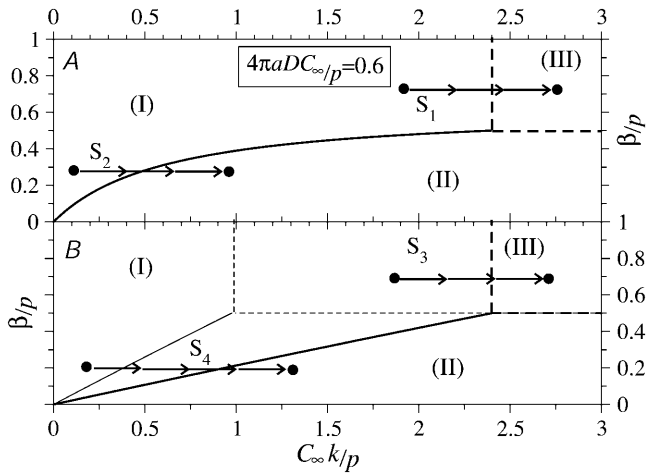 0 0.5 1 1.5 2 2.5 3
1
0.8
0.6
0.4
0.2
0
A
4πaDC∞/p=0.6
(III)
(I)
S1
S2
(II)
β/p
B
(I)
S3
(III)
S4
(II)
β/p
1
0.8
0.6
0.4
0.2
0
0 0.5 1 1.5 2 2.5 3
C∞k/p